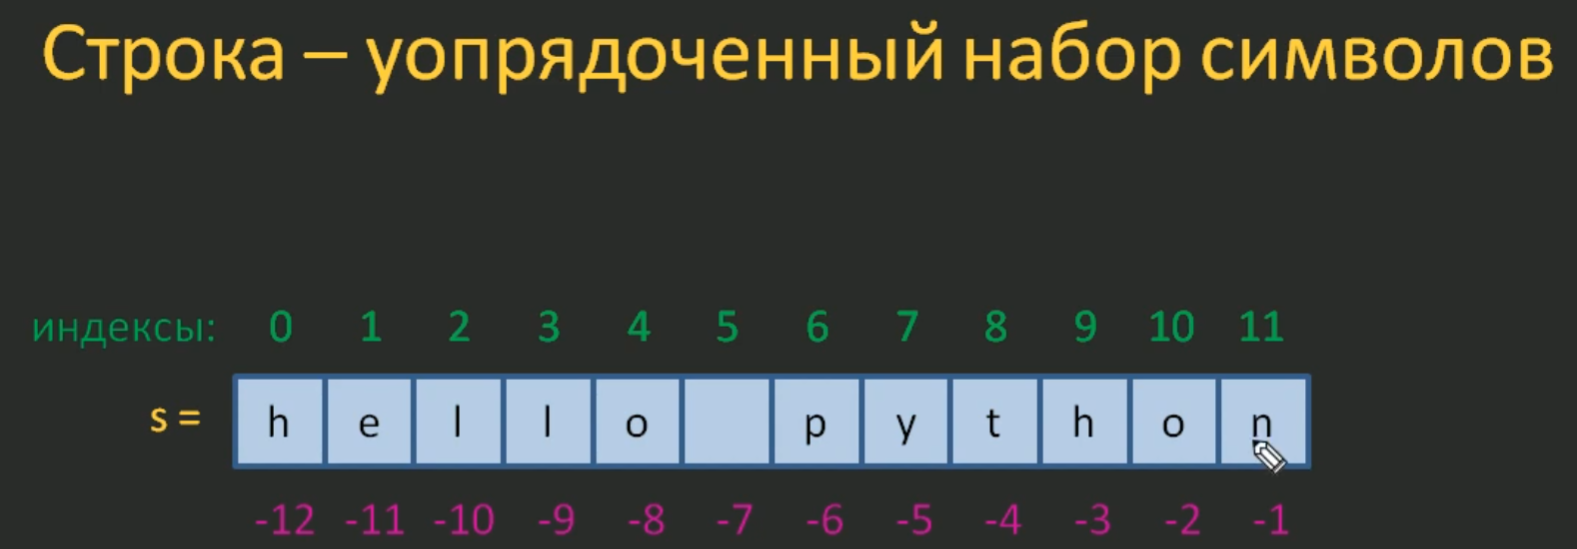 Строка – уопрядоченный набор символов
индексы: 0 1 2 3 4 5 6 7 8 9 10 11
s = h e l l o p y t h o n
-12 -11 -10 -9 -8 -7 -6 -5 -4 -3 -2 -1